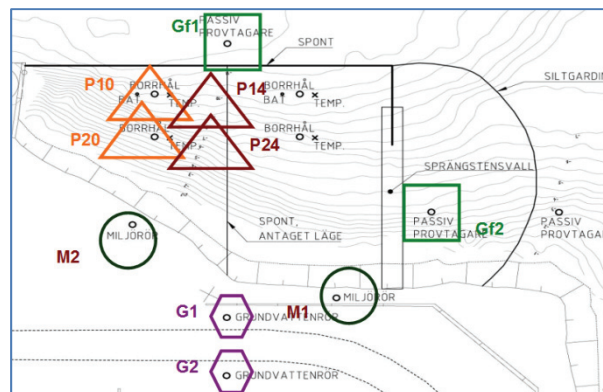 PASSIV
PROVTAGARE
Gf1
SPONT
SILTGARDIN
P10
BORRHÅL
BAT
TEMP.
P14
BORRHÅL
BAT
TEMP.
P20
BORRHÅL
TEMP.
P24
BORRHÅL
TEMP.
SPRÄNGSTENSVALL
SPONT,
ANTAGET LÄGE
PASSIV
PROVTAGARE
Gf2
PASSIV
PROVTAGARE
MILJÖRÖR
M2
M1
MILJÖRÖR
G1
GRUNDVATTENRÖR
G2
GRUNDVATTENRÖR